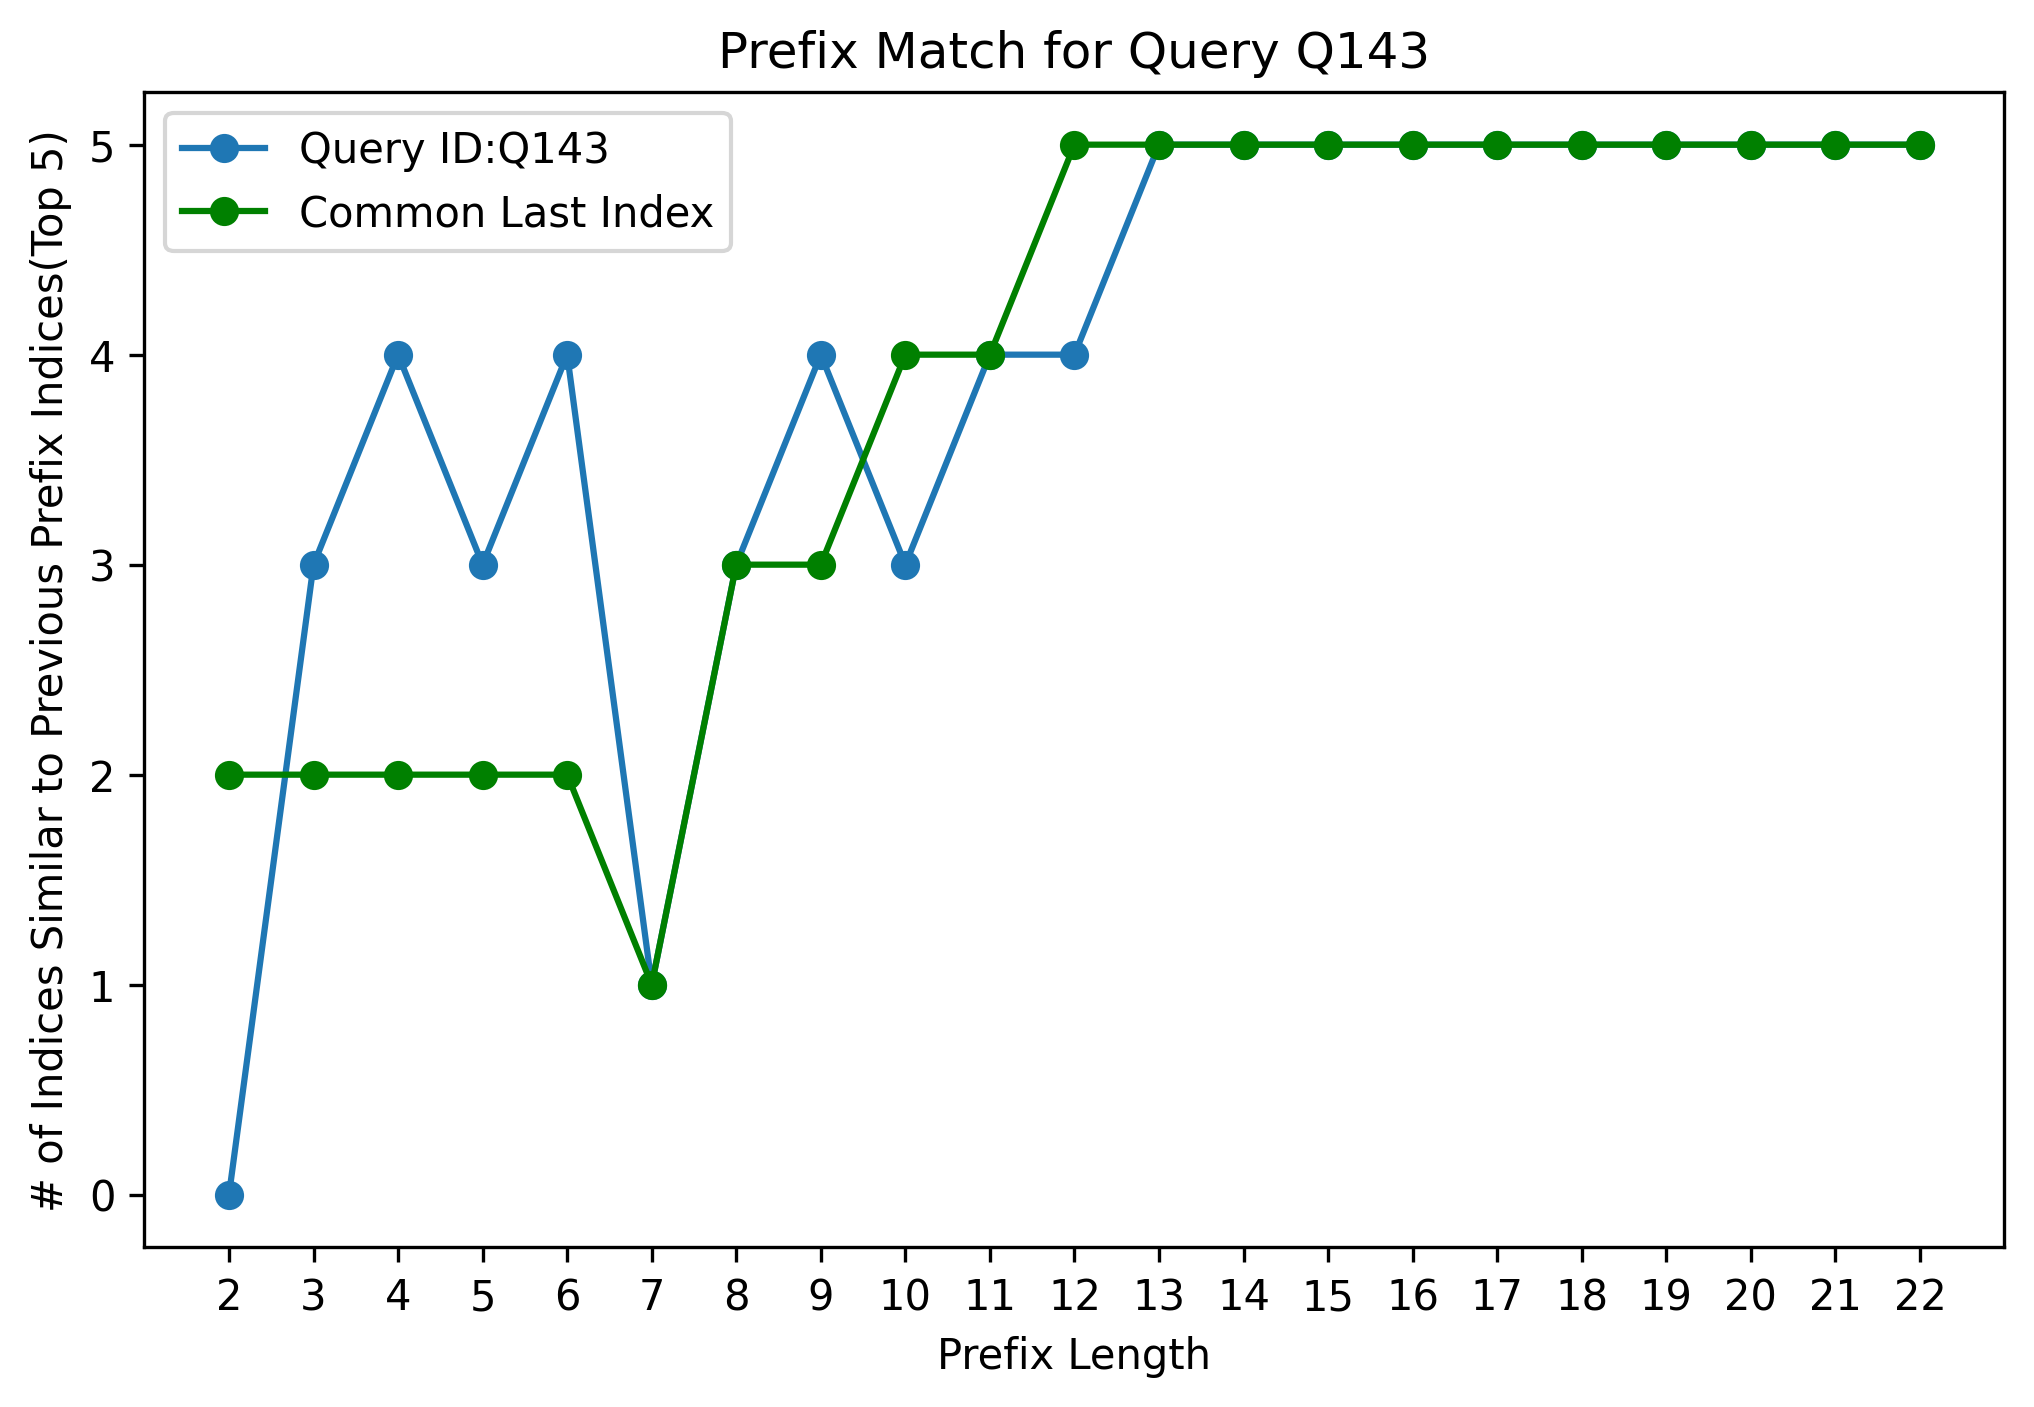 Prefix Match for Query Q143
Query ID:Q143
Common Last Index
# of Indices Similar to Previous Prefix Indices(Top 5)
5
4
3
2
1
0
2 3 4 5 6 7 8 9 10 11 12 13 14 15 16 17 18 19 20 21 22
Prefix Length